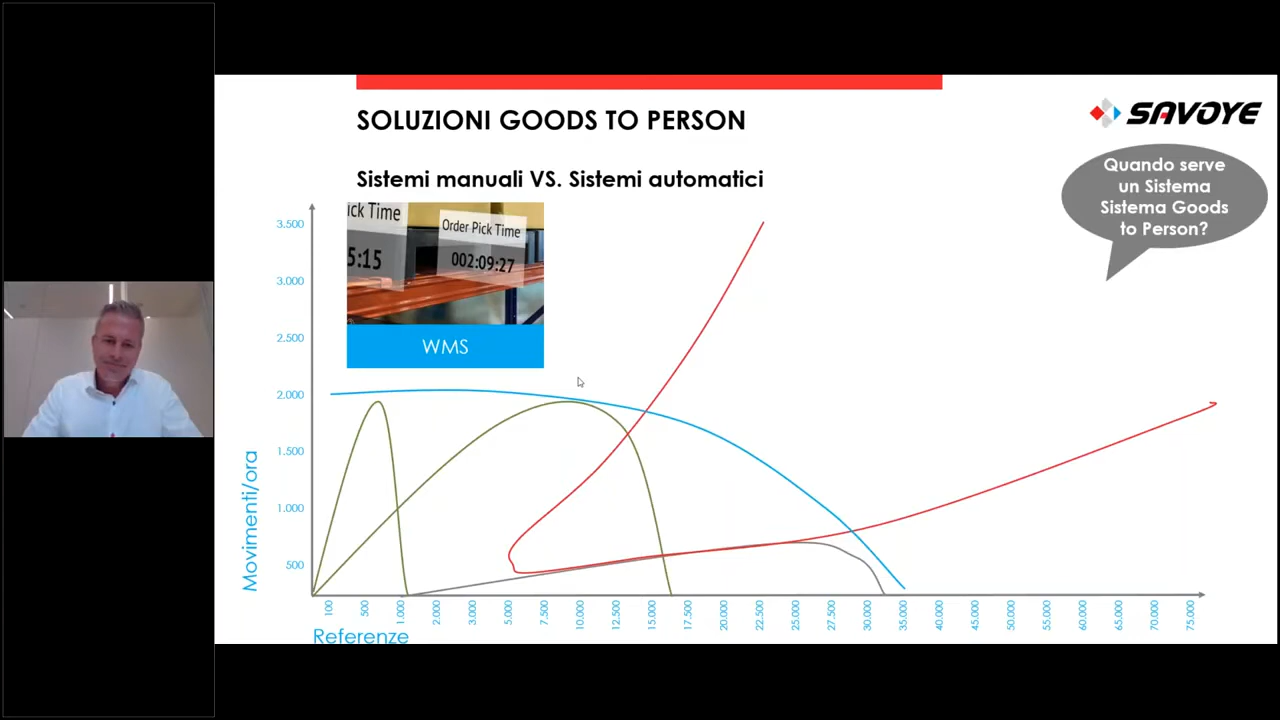 SOLUZIONI GOODS TO PERSON
SAVOYE
Sistemi manuali VS. Sistemi automatici
Quando serve
un Sistema
Sistema Goods
to Person?
ick Time
5:15
Order Pick Time
002:09:27
WMS
3.500
3.000
2.500
2.000
1.500
1.000
500
Movimenti/ora
100
500
1.000
2.000
3.000
5.000
7.500
10.000
12.500
15.000
17.500
20.000
22.500
25.000
27.500
30.000
35.000
40.000
45.000
50.000
55.000
60.000
65.000
70.000
75.000
Referenze